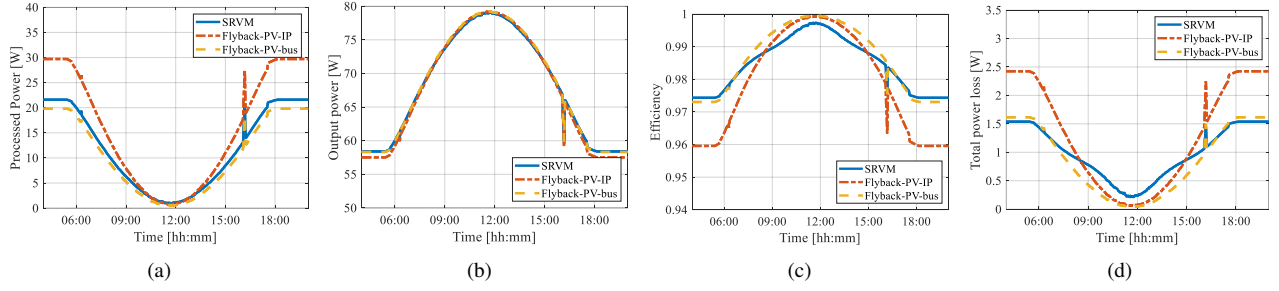 40
35
30
25
20
15
10
5
0
Processed Power [W]
SRVM
Flyback-PV-IP
Flyback-PV-bus
06:00 09:00 12:00 15:00 18:00
Time [hh:mm]
(a)
80
75
70
65
60
55
50
Output power [W]
SRVM
Flyback-PV-IP
Flyback-PV-bus
06:00 09:00 12:00 15:00 18:00
Time [hh:mm]
(b)
1
0.99
0.98
0.97
0.96
0.95
0.94
Efficiency
SRVM
Flyback-PV-IP
Flyback-PV-bus
06:00 09:00 12:00 15:00 18:00
Time [hh:mm]
(c)
3.5
3
2.5
2
1.5
1
0.5
0
Total power loss [W]
SRVM
Flyback-PV-IP
Flyback-PV-bus
06:00 09:00 12:00 15:00 18:00
Time [hh:mm]
(d)